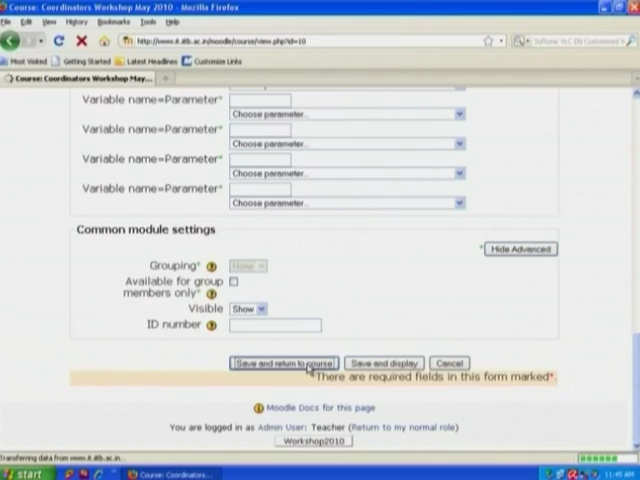 Course: Coordinators Workshop May 2010 - Mozilla Firefox
File Edit View History Bookmarks Tools Help
http://www.it.iitb.ac.in/moodle/course/view.php?id=10
Softonic VLC EN Customized
Most Visited Getting Started Latest Headlines Customize Links
Course: Coordinators Workshop May...
Variable name=Parameter*
Choose parameter...
Variable name=Parameter*
Choose parameter...
Variable name=Parameter*
Choose parameter...
Variable name=Parameter*
Choose parameter...
Common module settings
* Hide Advanced
Grouping* None
Available for group
members only*
Visible Show
ID number
Save and return to course Save and display Cancel
There are required fields in this form marked*.
Moodle Docs for this page
You are logged in as Admin User: Teacher (Return to my normal role)
Workshop2010
Transferring data from www.it.iitb.ac.in...
start Course: Coordinators... 11:45 AM